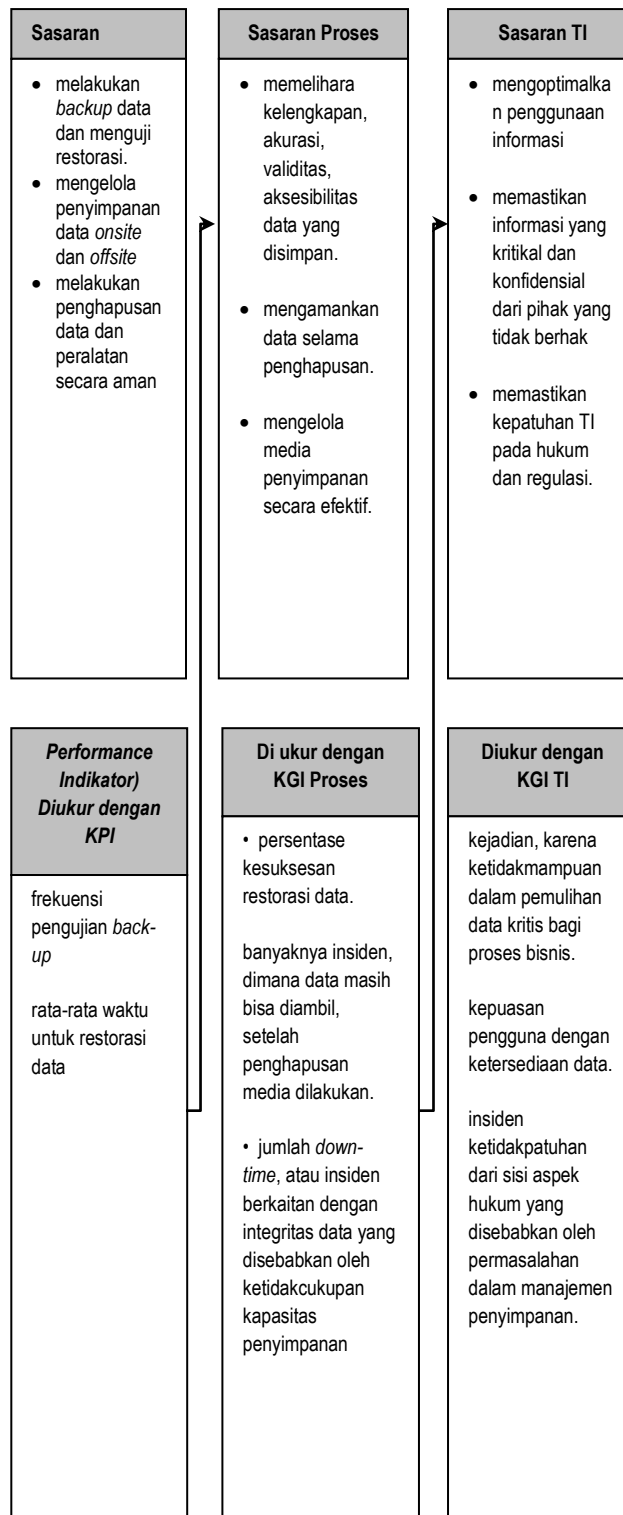 Sasaran
• melakukan
backup data
dan menguji
restorasi.
• mengelola
penyimpanan
data onsite
dan offsite
• melakukan
penghapusan
data dan
peralatan
secara aman
Sasaran Proses
• memelihara
kelengkapan,
akurasi,
validitas,
aksesibilitas
data yang
disimpan.
• mengamankan
data selama
penghapusan.
• mengelola
media
penyimpanan
secara efektif.
Sasaran TI
• mengoptimalka
n penggunaan
informasi
• memastikan
informasi yang
kritikal dan
konfidensial
dari pihak yang
tidak berhak
• memastikan
kepatuhan TI
pada hukum
dan regulasi.
Performance
Indikator)
Diukur dengan
KPI
frekuensi
pengujian back-
up
rata-rata waktu
untuk restorasi
data
Di ukur dengan
KGI Proses
• persentase
kesuksesan
restorasi data.
banyaknya insiden,
dimana data masih
bisa diambil,
setelah
penghapusan
media dilakukan.
• jumlah down-
time, atau insiden
berkaitan dengan
integritas data yang
disebabkan oleh
ketidakcukupan
kapasitas
penyimpanan
Diukur dengan
KGI TI
kejadian, karena
ketidakmampuan
dalam pemulihan
data kritis bagi
proses bisnis.
kepuasan
pengguna dengan
ketersediaan data.
insiden
ketidakpatuhan
dari sisi aspek
hukum yang
disebabkan oleh
permasalahan
dalam manajemen
penyimpanan.